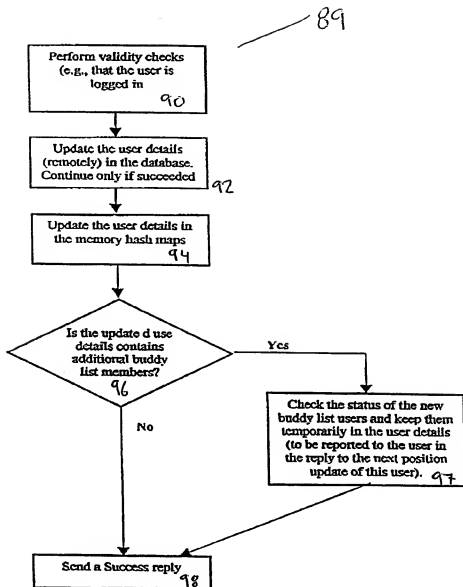 89
Perform validity checks
(e.g., that the user is
logged in
90
Update the user details
(remotely) in the database.
Continue only if succeeded
92
Update the user details in
the memory hash maps
94
Is the update d use
details contains
additional buddy
list members?
96
Yes
No
Check the status of the new
buddy list users and keep them
temporarily in the user details
(to be reported to the user in
the reply to the next position
update of this user).
97
Send a Success reply
98